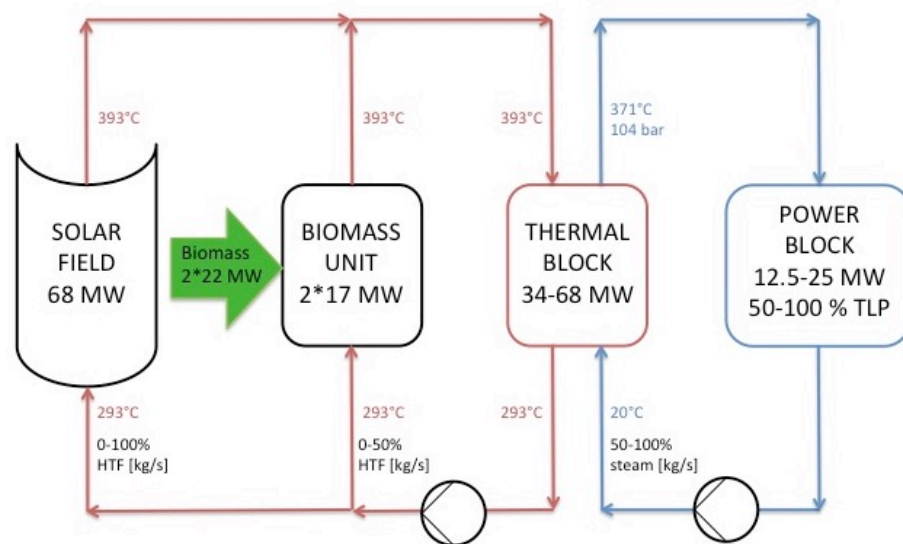 393°C
393°C
393°C
371°C
104 bar
SOLAR
FIELD
68 MW
Biomass
2*22 MW
BIOMASS
UNIT
2*17 MW
THERMAL
BLOCK
34-68 MW
POWER
BLOCK
12.5-25 MW
50-100 % TLP
293°C
0-100%
HTF [kg/s]
293°C
0-50%
HTF [kg/s]
293°C
20°C
50-100%
steam [kg/s]